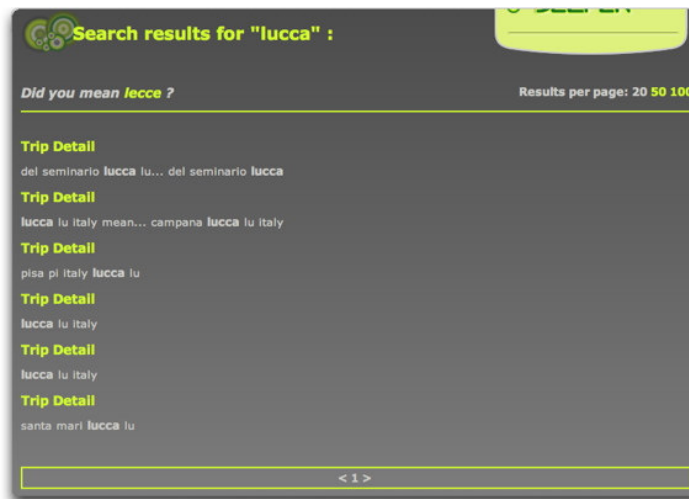 DEEPER
Search results for "lucca" :
Did you mean lecce ?
Results per page: 20 50 100
Trip Detail
del seminario lucca lu... del seminario lucca
Trip Detail
lucca lu italy mean... campana lucca lu italy
Trip Detail
pisa pi italy lucca lu
Trip Detail
lucca lu italy
Trip Detail
lucca lu italy
Trip Detail
santa mari lucca lu
< 1 >